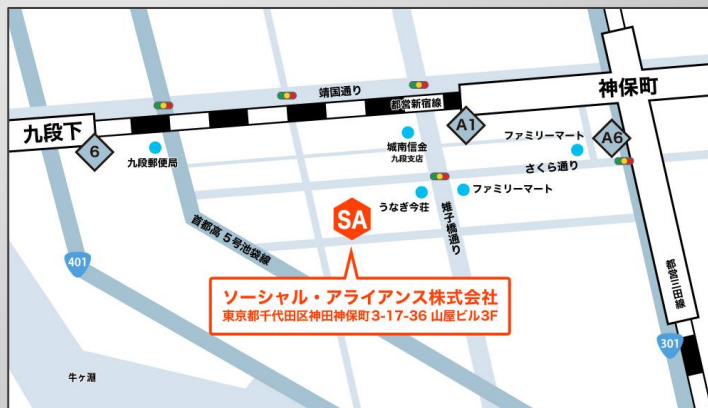 靖国通り
都営新宿線
神保町
九段下
6
九段郵便局
城南信金
九段支店
A1
ファミリーマート
A6
さくら通り
うなぎ今荘
ファミリーマート
SA
雉子橋通り
首都高 5号池袋線
401
ソーシャル・アライアンス株式会社
東京都千代田区神田神保町3-17-36 山屋ビル3F
都営三田線
301
牛ヶ淵